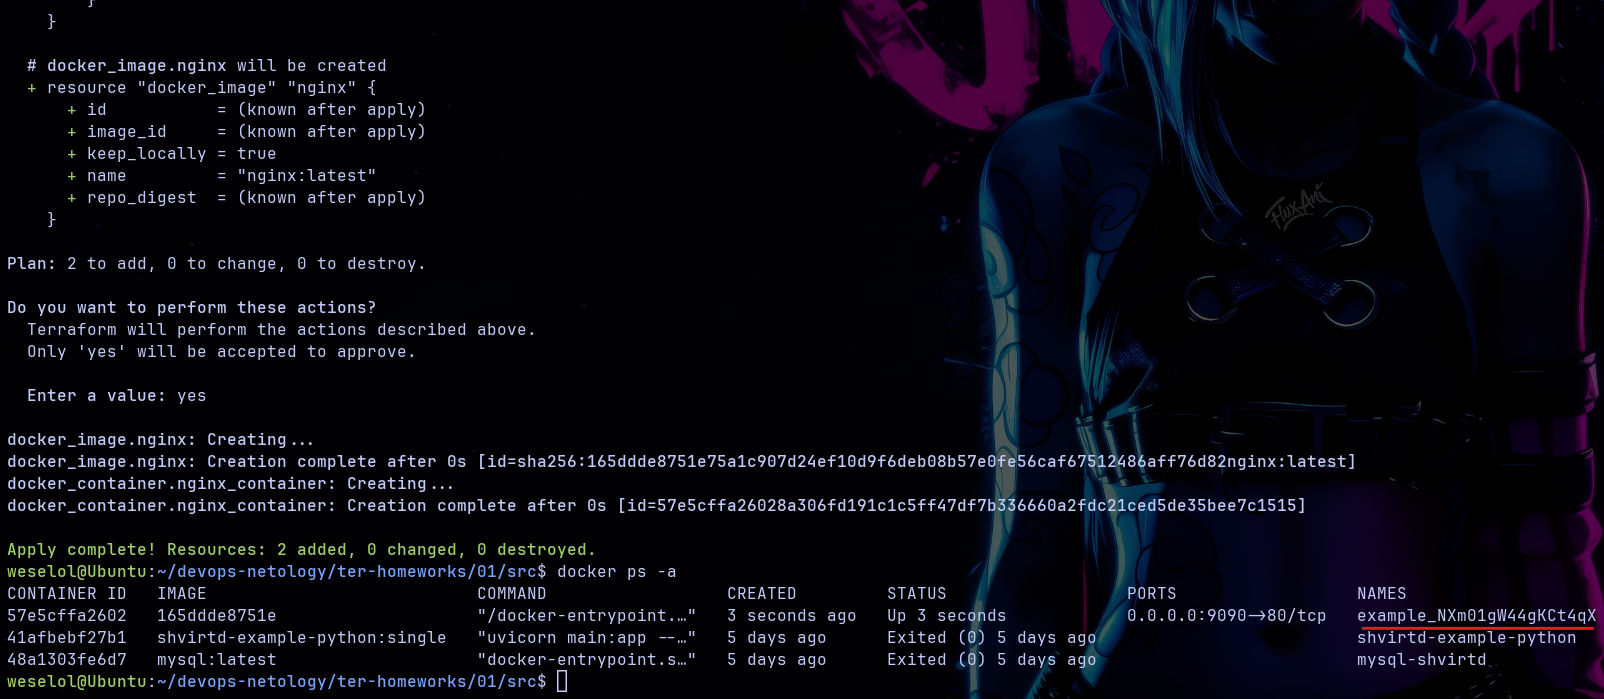 }
}
# docker_image.nginx will be created
+ resource "docker_image" "nginx" {
+ id = (known after apply)
+ image_id = (known after apply)
+ keep_locally = true
+ name = "nginx:latest"
+ repo_digest = (known after apply)
}
Plan: 2 to add, 0 to change, 0 to destroy.
Do you want to perform these actions?
Terraform will perform the actions described above.
Only 'yes' will be accepted to approve.
Enter a value: yes
docker_image.nginx: Creating...
docker_image.nginx: Creation complete after 0s [id=sha256:165ddde8751e75a1c907d24ef10d9f6deb08b57e0fe56caf67512486aff76d82nginx:latest]
docker_container.nginx_container: Creating...
docker_container.nginx_container: Creation complete after 0s [id=57e5cffa26028a306fd191c1c5ff47df7b336660a2fdc21ced5de35bee7c1515]
Apply complete! Resources: 2 added, 0 changed, 0 destroyed.
weselol@Ubuntu:~/devops-netology/ter-homeworks/01/src$ docker ps -a
CONTAINER ID IMAGE COMMAND CREATED STATUS PORTS NAMES
57e5cffa2602 165ddde8751e "/docker-entrypoint.…" 3 seconds ago Up 3 seconds 0.0.0.0:9090->80/tcp example_NXm01gW44gKCt4qX
41afbebf27b1 shvirtd-example-python:single "uvicorn main:app --…" 5 days ago Exited (0) 5 days ago shvirtd-example-python
48a1303fe6d7 mysql:latest "docker-entrypoint.s…" 5 days ago Exited (0) 5 days ago mysql-shvirtd
weselol@Ubuntu:~/devops-netology/ter-homeworks/01/src$